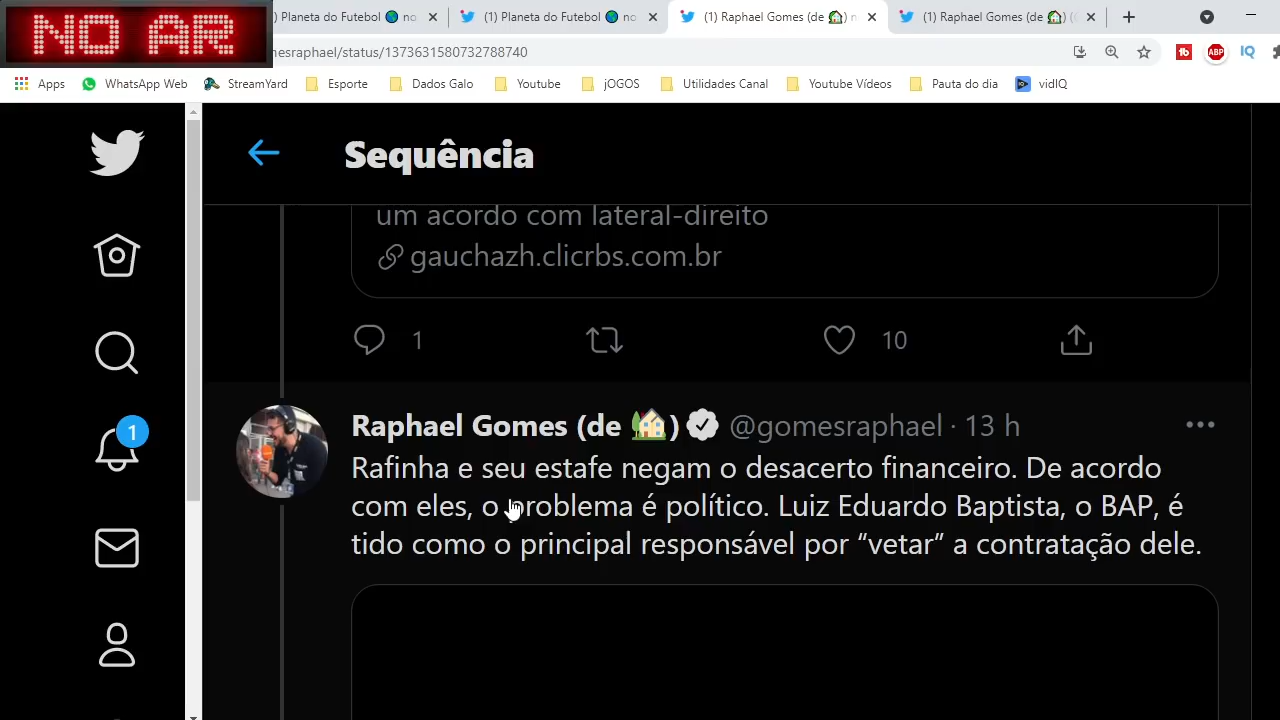 NO AR
(1) Planeta do Futebol 🌎 no
(1) Planeta do Futebol 🌎 no
(1) Raphael Gomes (de 🏡) n
(1) Raphael Gomes (de 🏡) (
esraphael/status/1373631580732788740
Apps WhatsApp Web StreamYard Esporte Dados Galo Youtube jOGOS Utilidades Canal Youtube Vídeos Pauta do dia vidIQ
Sequência
um acordo com lateral-direito
gauchazh.clicrbs.com.br
1 10
1
Raphael Gomes (de 🏡) @gomesraphael · 13 h
Rafinha e seu estafe negam o desacerto financeiro. De acordo
com eles, o problema é político. Luiz Eduardo Baptista, o BAP, é
tido como o principal responsável por “vetar” a contratação dele.